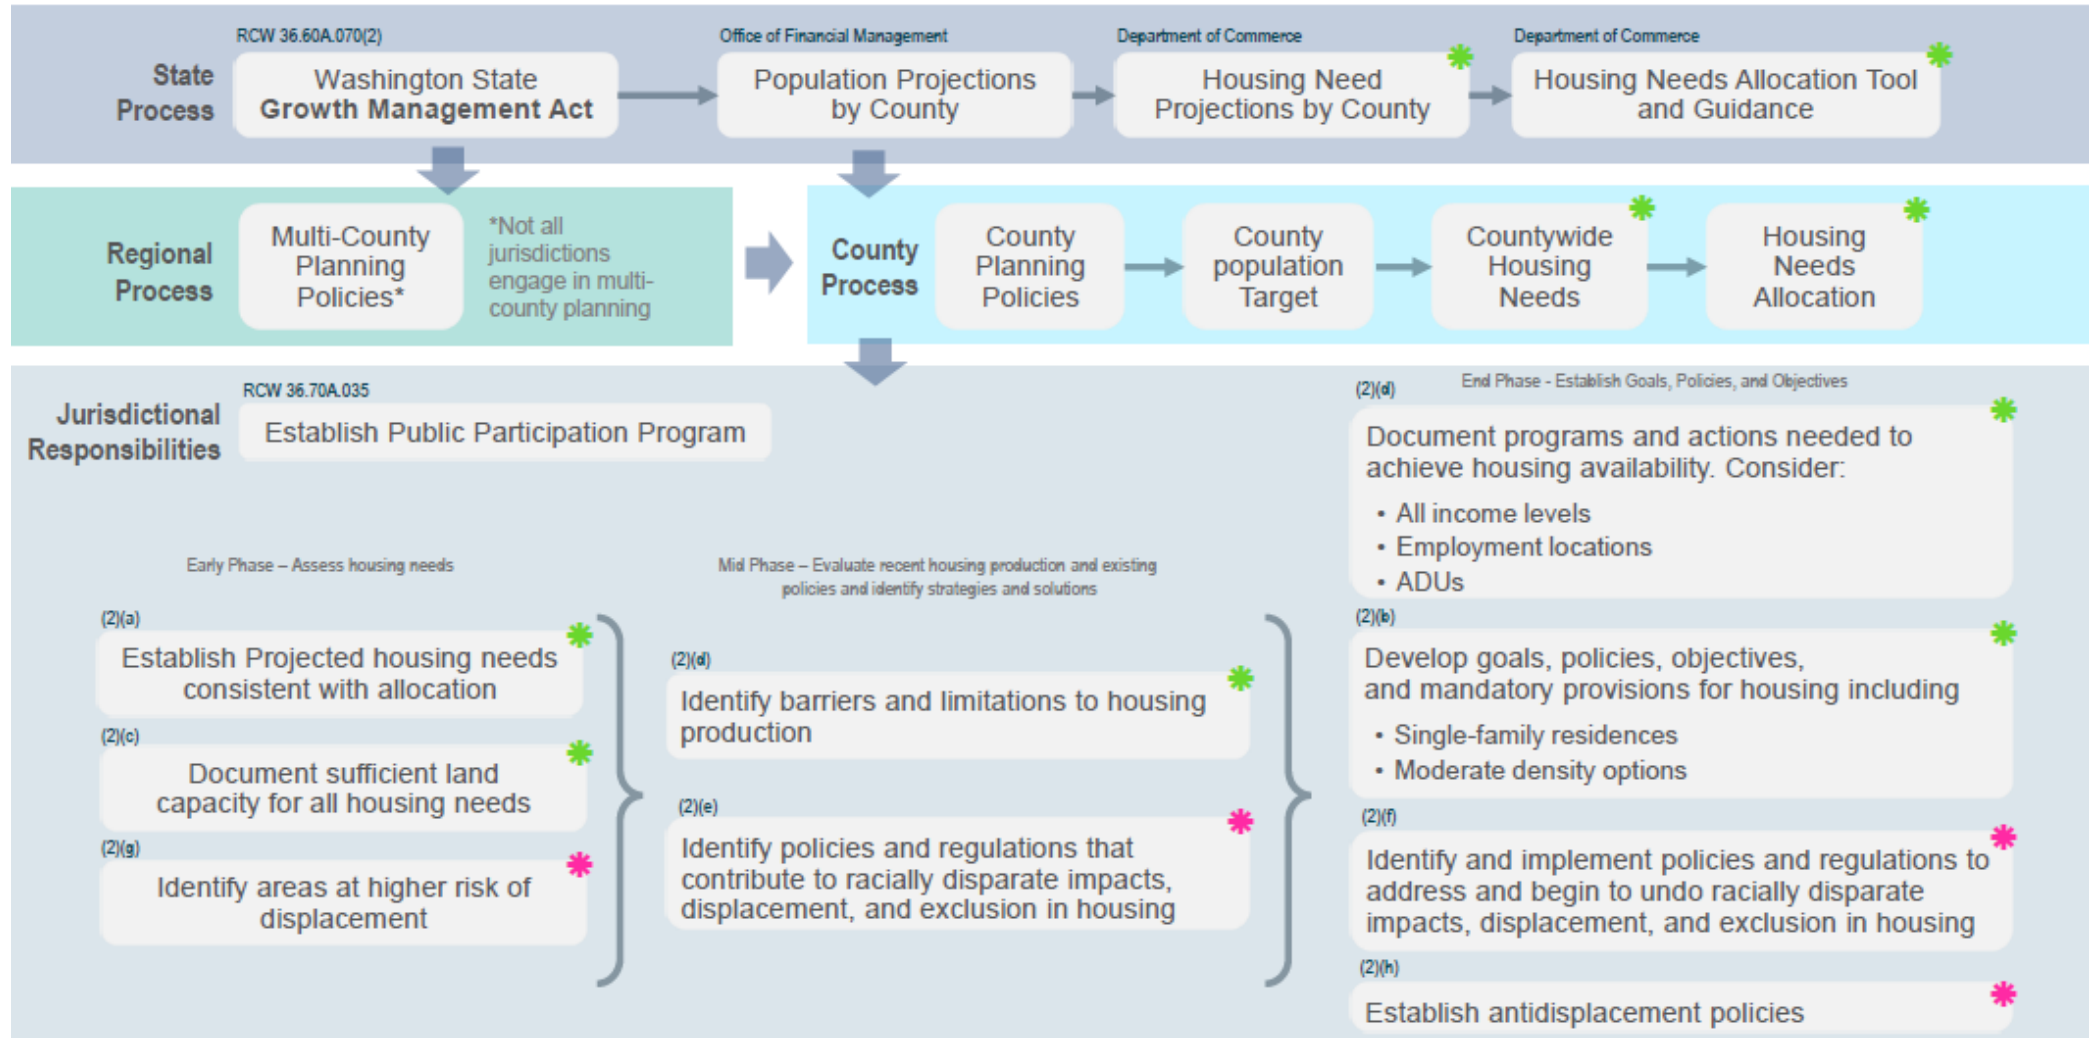 RCW 36.60A.070(2)
Office of Financial Management
Department of Commerce
Department of Commerce
State
Process
Washington State
Growth Management Act
Population Projections
by County
Housing Need
Projections by County
Housing Needs Allocation Tool
and Guidance
Regional
Process
Multi-County
Planning
Policies*
*Not all
jurisdictions
engage in multi-
county planning
County
Process
County
Planning
Policies
County
population
Target
Countywide
Housing
Needs
Housing
Needs
Allocation
Jurisdictional
Responsibilities
RCW 36.70A.035
Establish Public Participation Program
Early Phase – Assess housing needs
(2)(a)
Establish Projected housing needs
consistent with allocation
(2)(c)
Document sufficient land
capacity for all housing needs
(2)(g)
Identify areas at higher risk of
displacement
Mid Phase – Evaluate recent housing production and existing
policies and identify strategies and solutions
(2)(d)
Identify barriers and limitations to housing
production
(2)(e)
Identify policies and regulations that
contribute to racially disparate impacts,
displacement, and exclusion in housing
End Phase - Establish Goals, Policies, and Objectives
(2)(d)
Document programs and actions needed to
achieve housing availability. Consider:
• All income levels
• Employment locations
• ADUs
(2)(b)
Develop goals, policies, objectives,
and mandatory provisions for housing including
• Single-family residences
• Moderate density options
(2)(f)
Identify and implement policies and regulations to
address and begin to undo racially disparate
impacts, displacement, and exclusion in housing
(2)(h)
Establish antidisplacement policies